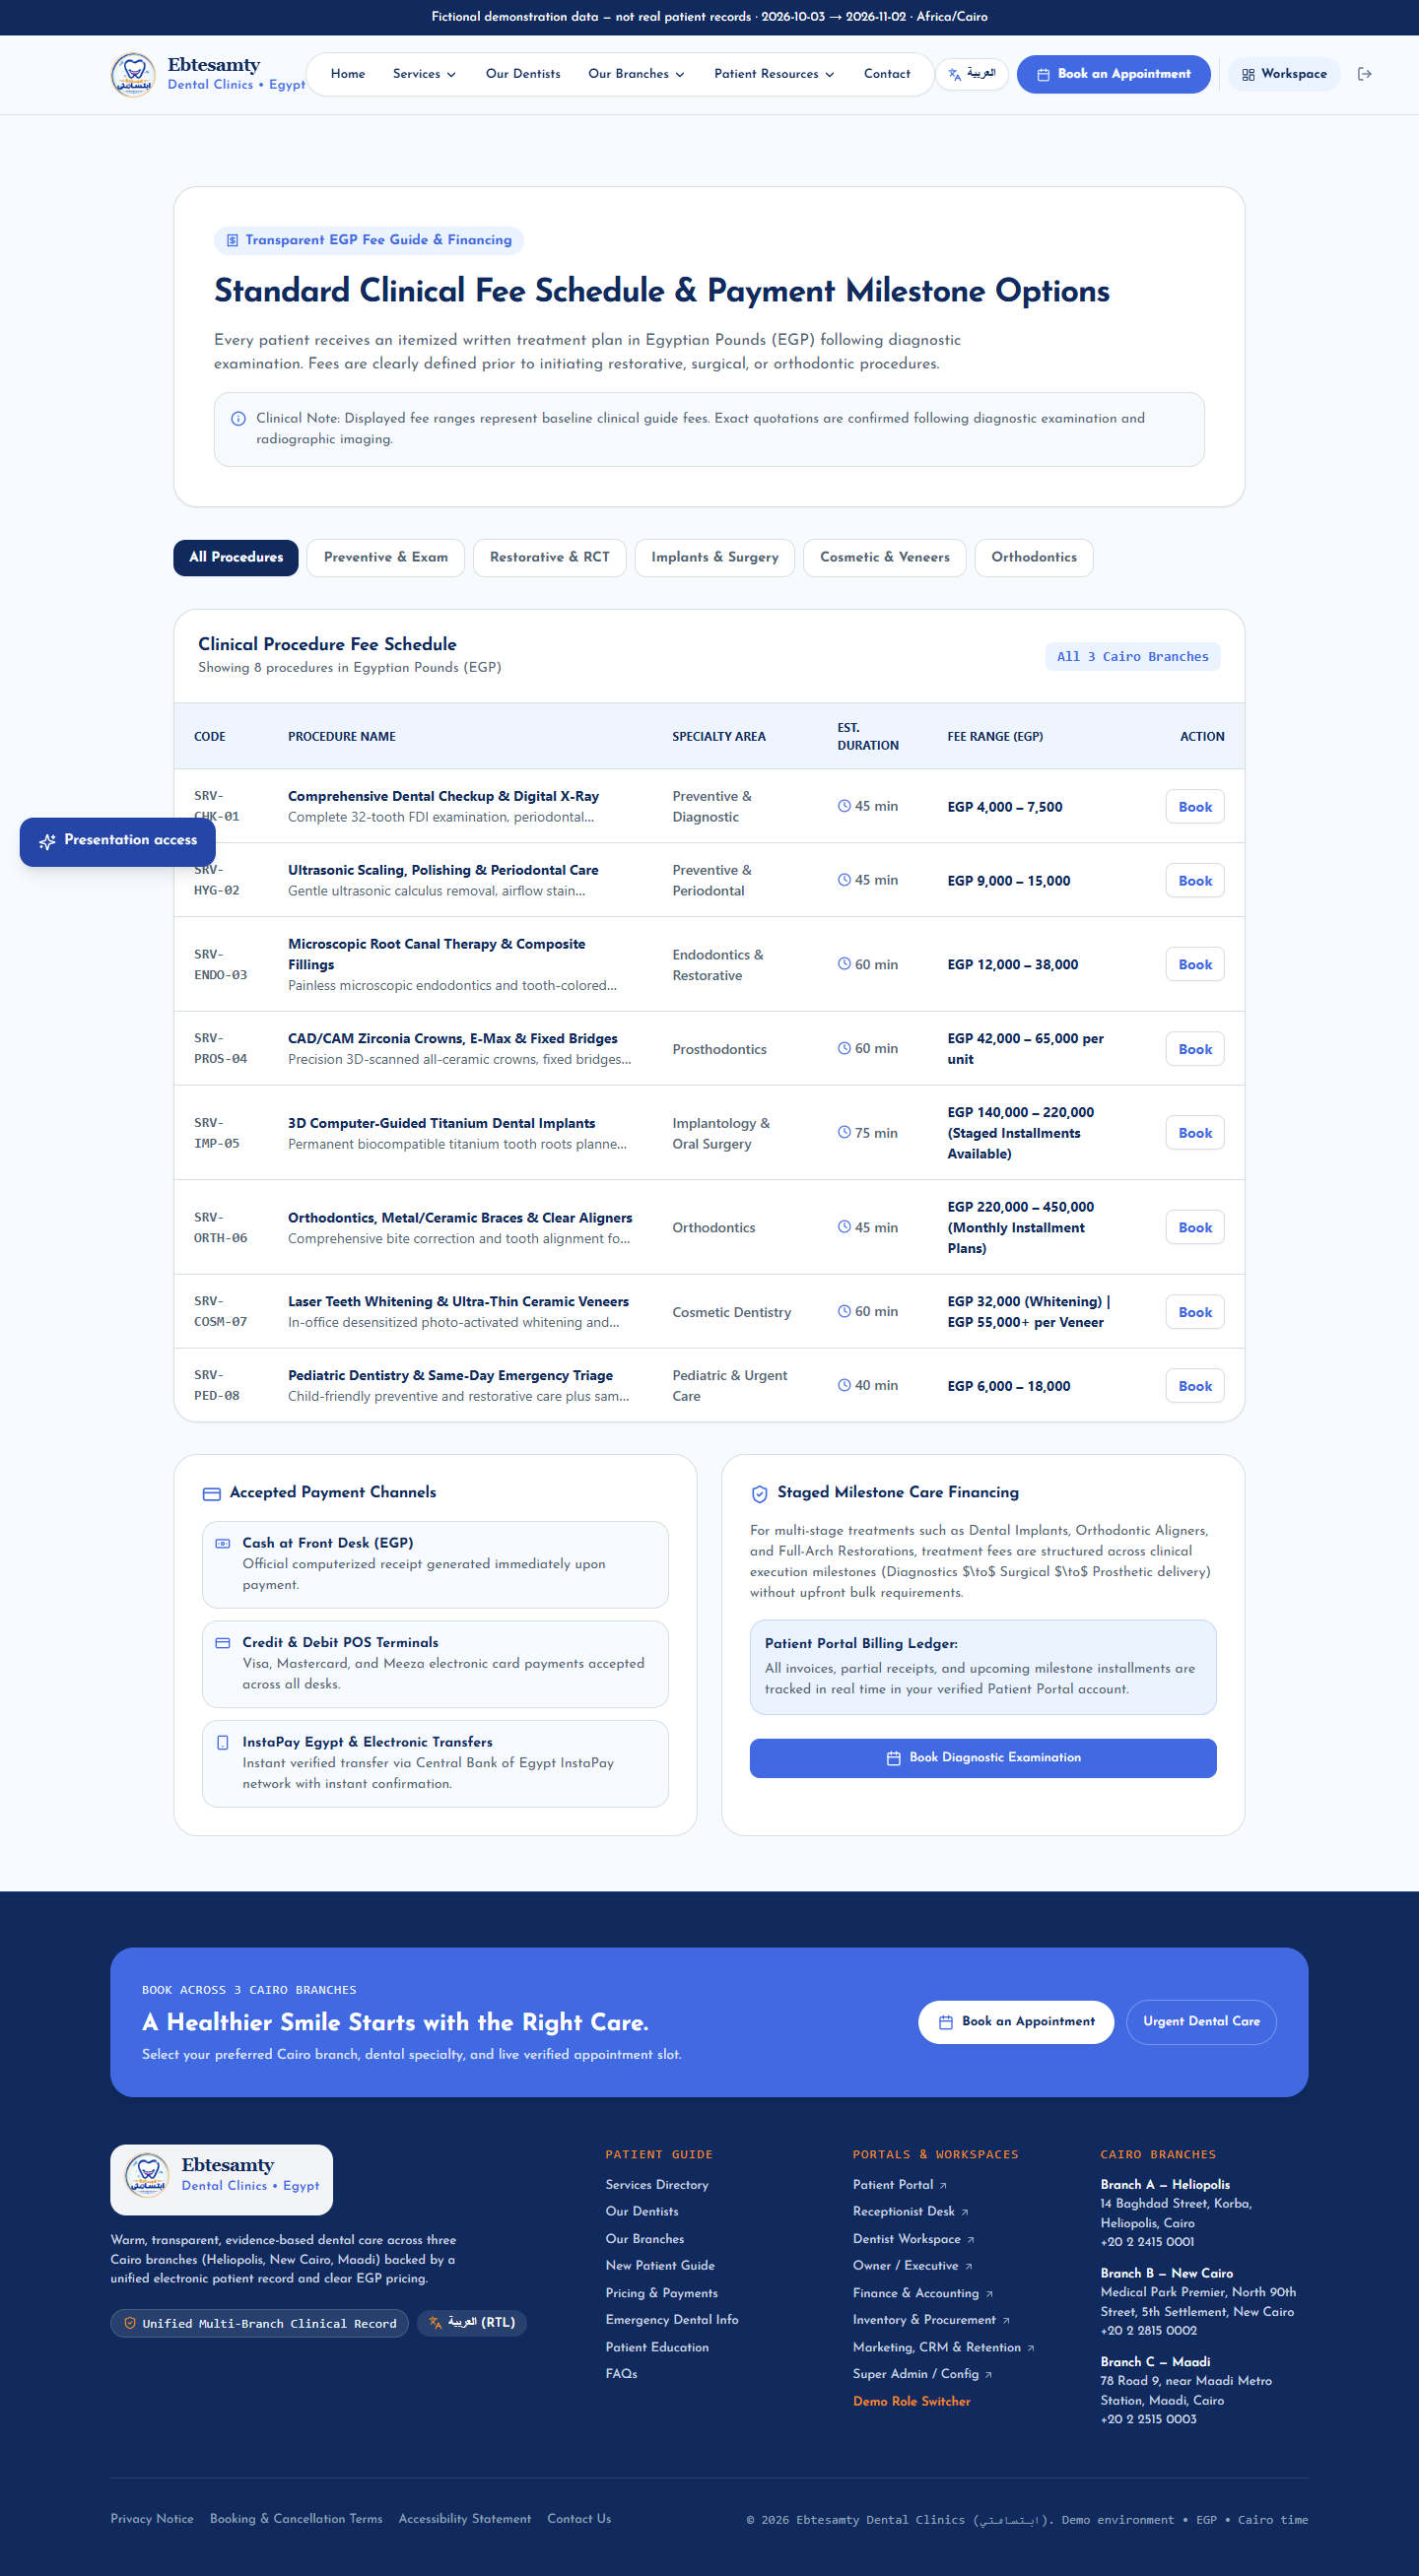 Fictional demonstration data — not real patient records · 2026-10-03 → 2026-11-02 · Africa/Cairo
Ebtesamty
Dental Clinics • Egypt
Home
Services
Our Dentists
Our Branches
Patient Resources
Contact
العربية
Book an Appointment
Workspace
Transparent EGP Fee Guide & Financing
Standard Clinical Fee Schedule & Payment Milestone Options
Every patient receives an itemized written treatment plan in Egyptian Pounds (EGP) following diagnostic
examination. Fees are clearly defined prior to initiating restorative, surgical, or orthodontic procedures.
Clinical Note: Displayed fee ranges represent baseline clinical guide fees. Exact quotations are confirmed following diagnostic examination and
radiographic imaging.
All Procedures
Preventive & Exam
Restorative & RCT
Implants & Surgery
Cosmetic & Veneers
Orthodontics
Clinical Procedure Fee Schedule
Showing 8 procedures in Egyptian Pounds (EGP)
All 3 Cairo Branches
CODE
PROCEDURE NAME
SPECIALTY AREA
EST.
DURATION
FEE RANGE (EGP)
ACTION
SRV-
CHK-01
Comprehensive Dental Checkup & Digital X-Ray
Complete 32-tooth FDI examination, periodontal...
Preventive &
Diagnostic
45 min
EGP 4,000 – 7,500
Book
Presentation access
SRV-
HYG-02
Ultrasonic Scaling, Polishing & Periodontal Care
Gentle ultrasonic calculus removal, airflow stain...
Preventive &
Periodontal
45 min
EGP 9,000 – 15,000
Book
SRV-
ENDO-03
Microscopic Root Canal Therapy & Composite
Fillings
Painless microscopic endodontics and tooth-colored...
Endodontics &
Restorative
60 min
EGP 12,000 – 38,000
Book
SRV-
PROS-04
CAD/CAM Zirconia Crowns, E-Max & Fixed Bridges
Precision 3D-scanned all-ceramic crowns, fixed bridges...
Prosthodontics
60 min
EGP 42,000 – 65,000 per
unit
Book
SRV-
IMP-05
3D Computer-Guided Titanium Dental Implants
Permanent biocompatible titanium tooth roots planne...
Implantology &
Oral Surgery
75 min
EGP 140,000 – 220,000
(Staged Installments
Available)
Book
SRV-
ORTH-06
Orthodontics, Metal/Ceramic Braces & Clear Aligners
Comprehensive bite correction and tooth alignment fo...
Orthodontics
45 min
EGP 220,000 – 450,000
(Monthly Installment
Plans)
Book
SRV-
COSM-07
Laser Teeth Whitening & Ultra-Thin Ceramic Veneers
In-office desensitized photo-activated whitening and...
Cosmetic Dentistry
60 min
EGP 32,000 (Whitening) |
EGP 55,000+ per Veneer
Book
SRV-
PED-08
Pediatric Dentistry & Same-Day Emergency Triage
Child-friendly preventive and restorative care plus sam...
Pediatric & Urgent
Care
40 min
EGP 6,000 – 18,000
Book
Accepted Payment Channels
Cash at Front Desk (EGP)
Official computerized receipt generated immediately upon
payment.
Credit & Debit POS Terminals
Visa, Mastercard, and Meeza electronic card payments accepted
across all desks.
InstaPay Egypt & Electronic Transfers
Instant verified transfer via Central Bank of Egypt InstaPay
network with instant confirmation.
Staged Milestone Care Financing
For multi-stage treatments such as Dental Implants, Orthodontic Aligners,
and Full-Arch Restorations, treatment fees are structured across clinical
execution milestones (Diagnostics $\to$ Surgical $\to$ Prosthetic delivery)
without upfront bulk requirements.
Patient Portal Billing Ledger:
All invoices, partial receipts, and upcoming milestone installments are
tracked in real time in your verified Patient Portal account.
Book Diagnostic Examination
BOOK ACROSS 3 CAIRO BRANCHES
A Healthier Smile Starts with the Right Care.
Select your preferred Cairo branch, dental specialty, and live verified appointment slot.
Book an Appointment
Urgent Dental Care
Ebtesamty
Dental Clinics • Egypt
Warm, transparent, evidence-based dental care across three
Cairo branches (Heliopolis, New Cairo, Maadi) backed by a
unified electronic patient record and clear EGP pricing.
Unified Multi-Branch Clinical Record
العربية (RTL)
PATIENT GUIDE
Services Directory
Our Dentists
Our Branches
New Patient Guide
Pricing & Payments
Emergency Dental Info
Patient Education
FAQs
PORTALS & WORKSPACES
Patient Portal ↗
Receptionist Desk ↗
Dentist Workspace ↗
Owner / Executive ↗
Finance & Accounting ↗
Inventory & Procurement ↗
Marketing, CRM & Retention ↗
Super Admin / Config ↗
Demo Role Switcher
CAIRO BRANCHES
Branch A — Heliopolis
14 Baghdad Street, Korba,
Heliopolis, Cairo
+20 2 2415 0001
Branch B — New Cairo
Medical Park Premier, North 90th
Street, 5th Settlement, New Cairo
+20 2 2815 0002
Branch C — Maadi
78 Road 9, near Maadi Metro
Station, Maadi, Cairo
+20 2 2515 0003
Privacy Notice
Booking & Cancellation Terms
Accessibility Statement
Contact Us
© 2026 Ebtesamty Dental Clinics (ابتسامتي). Demo environment • EGP • Cairo time